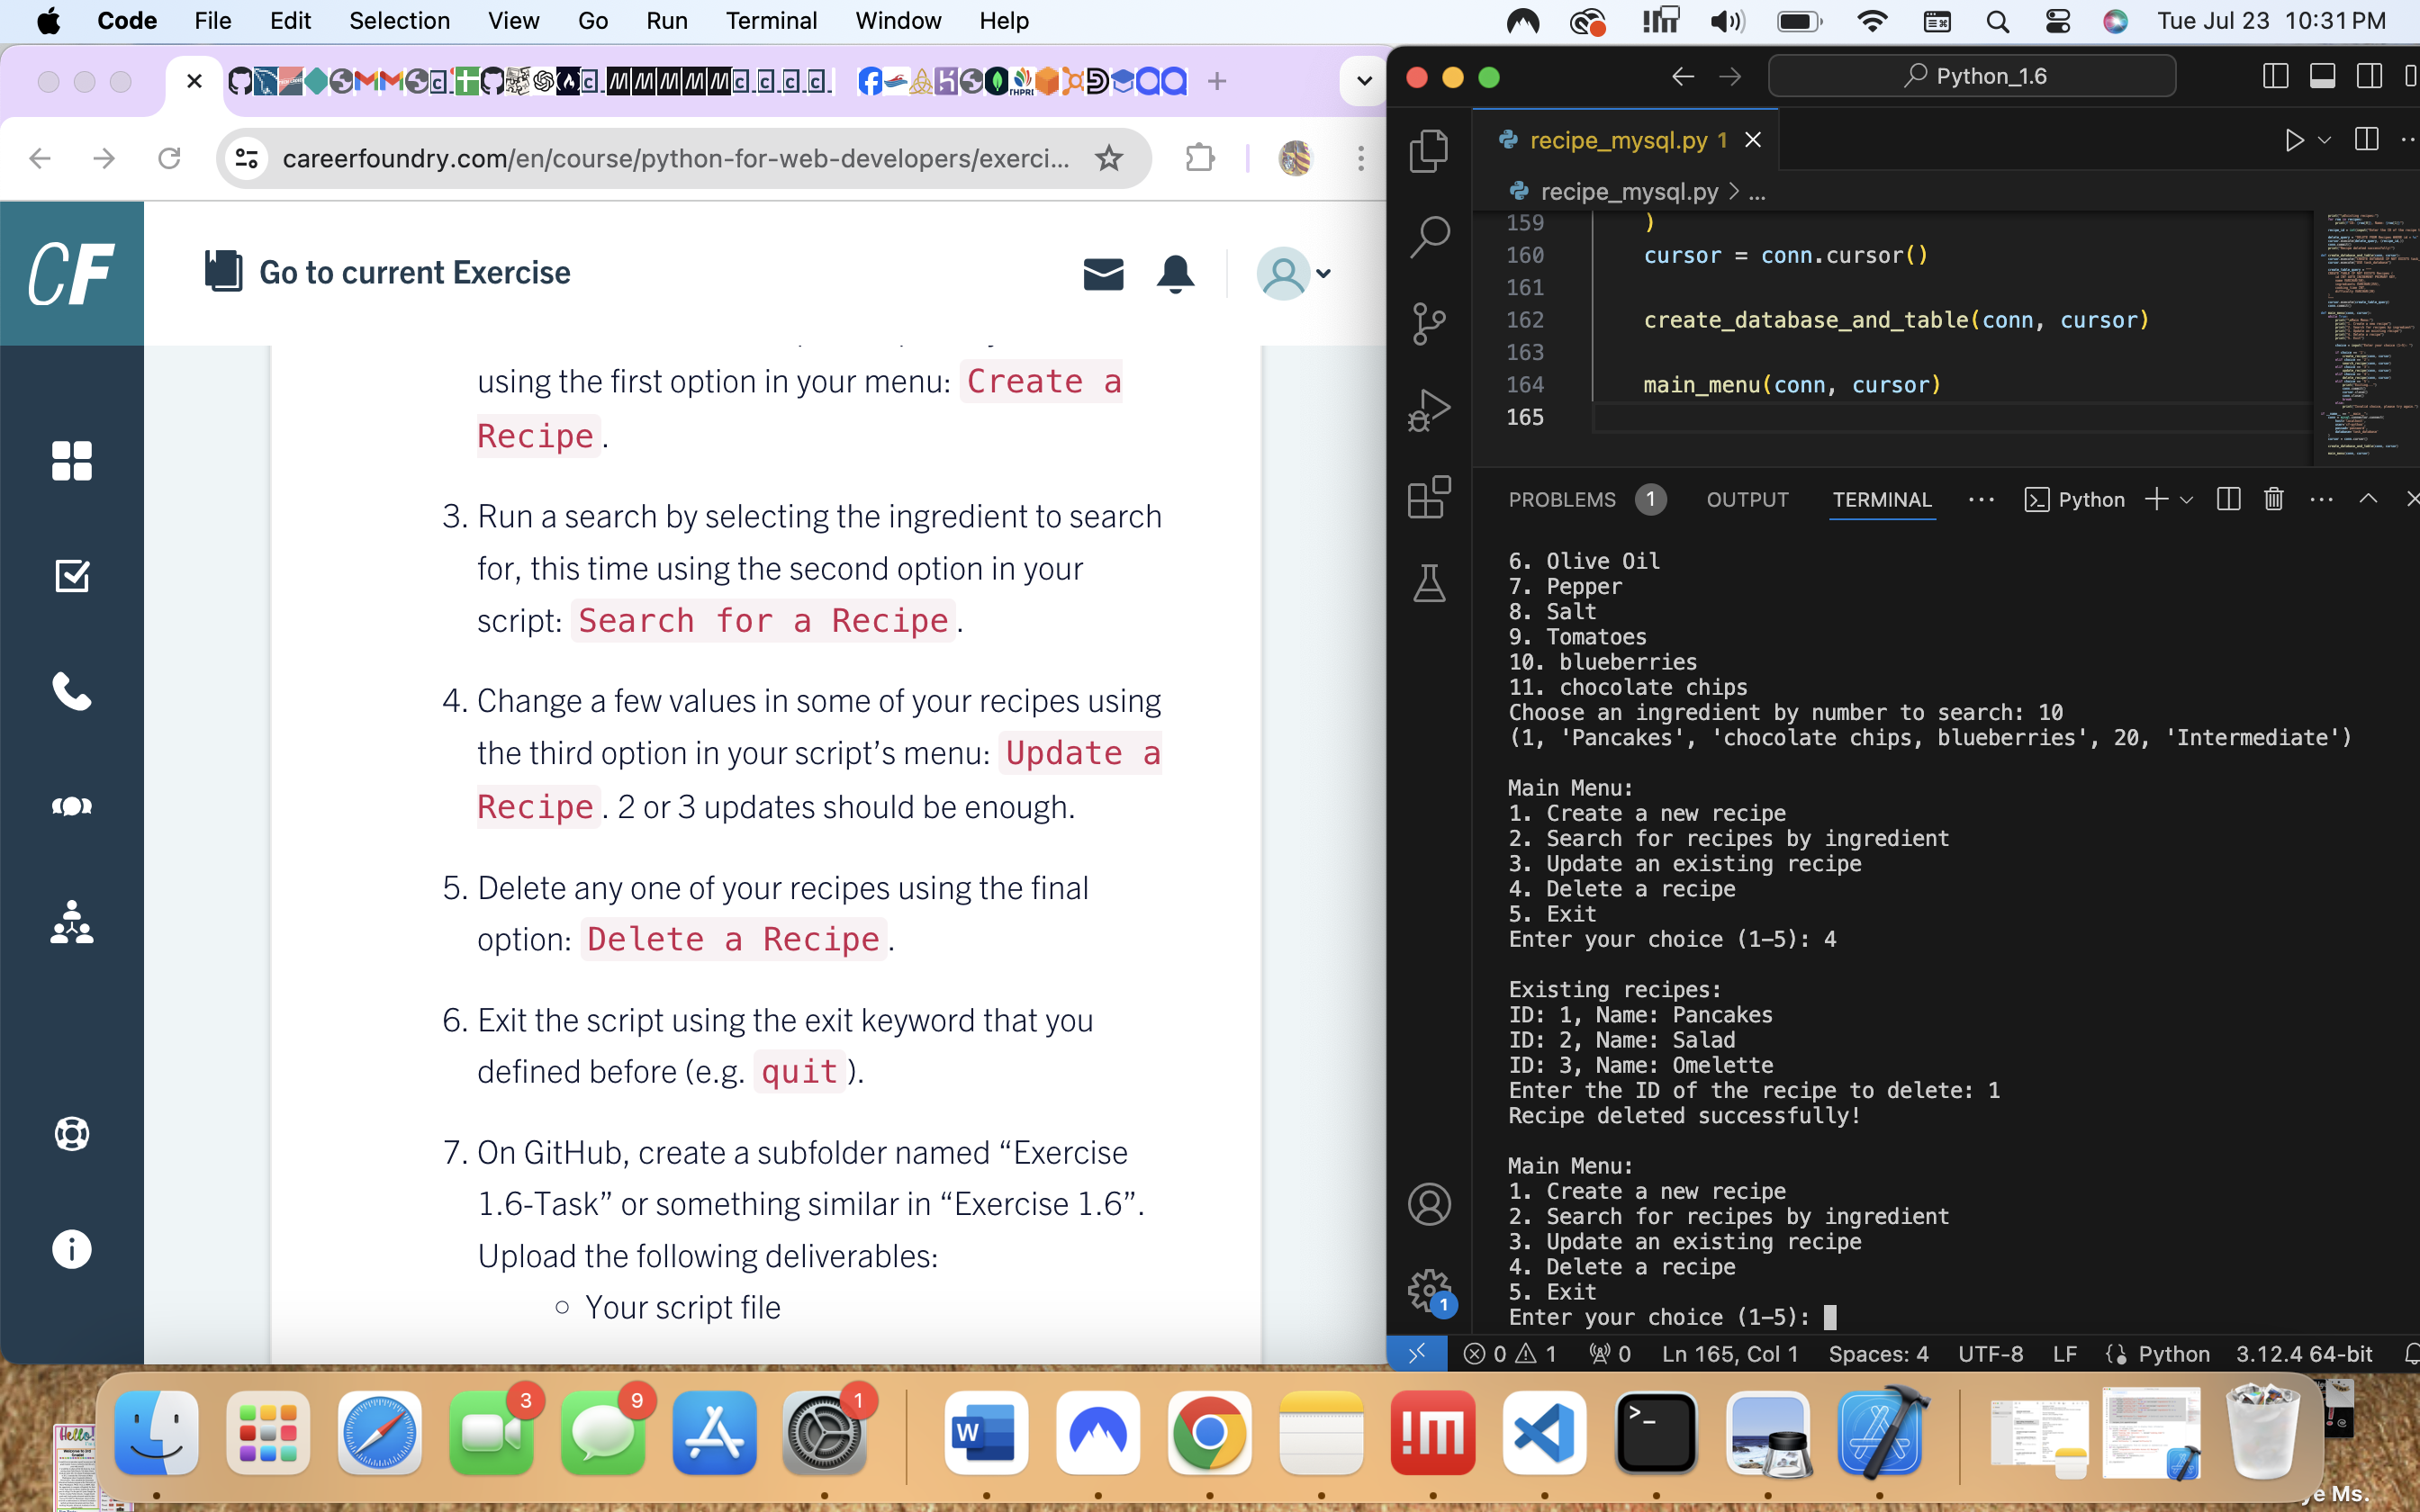 Code File Edit Selection View Go Run Terminal Window Help
Tue Jul 23 10:31 PM
careerfoundry.com/en/course/python-for-web-developers/exerci...
CF
Go to current Exercise
using the first option in your menu: Create a
Recipe.
3. Run a search by selecting the ingredient to search
for, this time using the second option in your
script: Search for a Recipe.
4. Change a few values in some of your recipes using
the third option in your script’s menu: Update a
Recipe. 2 or 3 updates should be enough.
5. Delete any one of your recipes using the final
option: Delete a Recipe.
6. Exit the script using the exit keyword that you
defined before (e.g. quit).
7. On GitHub, create a subfolder named “Exercise
1.6-Task” or something similar in “Exercise 1.6”.
Upload the following deliverables:
○ Your script file
Python_1.6
recipe_mysql.py 1
recipe_mysql.py > ...
159 )
160 cursor = conn.cursor()
161
162 create_database_and_table(conn, cursor)
163
164 main_menu(conn, cursor)
165
PROBLEMS 1 OUTPUT TERMINAL ... Python
6. Olive Oil
7. Pepper
8. Salt
9. Tomatoes
10. blueberries
11. chocolate chips
Choose an ingredient by number to search: 10
(1, 'Pancakes', 'chocolate chips, blueberries', 20, 'Intermediate')
Main Menu:
1. Create a new recipe
2. Search for recipes by ingredient
3. Update an existing recipe
4. Delete a recipe
5. Exit
Enter your choice (1-5): 4
Existing recipes:
ID: 1, Name: Pancakes
ID: 2, Name: Salad
ID: 3, Name: Omelette
Enter the ID of the recipe to delete: 1
Recipe deleted successfully!
Main Menu:
1. Create a new recipe
2. Search for recipes by ingredient
3. Update an existing recipe
4. Delete a recipe
5. Exit
Enter your choice (1-5):
1
0 1 0 Ln 165, Col 1 Spaces: 4 UTF-8 LF Python 3.12.4 64-bit
3 9 1
W
!m
>_
Hello!
ye Ms.